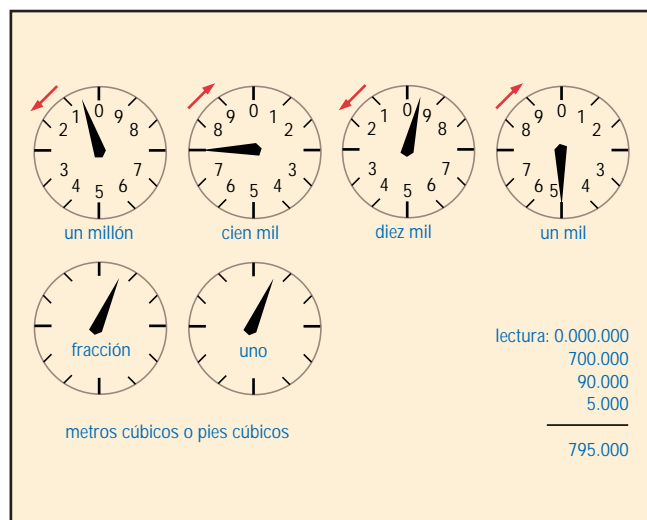 1 0 9 2 8 3 7 4 6 5
9 0 1 8 2 7 3 6 4 5
1 0 9 2 8 3 7 4 6 5
9 0 1 8 2 7 3 6 4 5
un millón
cien mil
diez mil
un mil
fracción
uno
metros cúbicos o pies cúbicos
lectura: 0.000.000
700.000
90.000
5.000
795.000